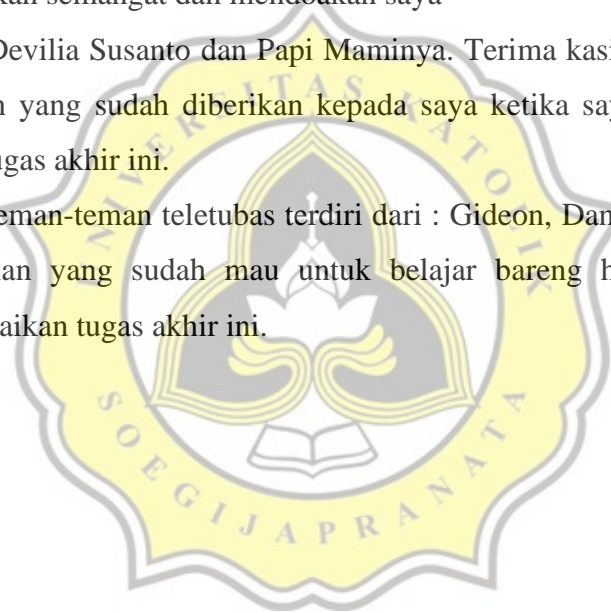 kan semangat dan mendoakan saya
Devilia Susanto dan Papi Maminya. Terima kasi
yang sudah diberikan kepada saya ketika say
ugas akhir ini.
eman-teman teletubas terdiri dari : Gideon, Dan
an yang sudah mau untuk belajar bareng h
aikan tugas akhir ini.
UNIVERSITAS KATOLIK
SOEGIJAPRANATA